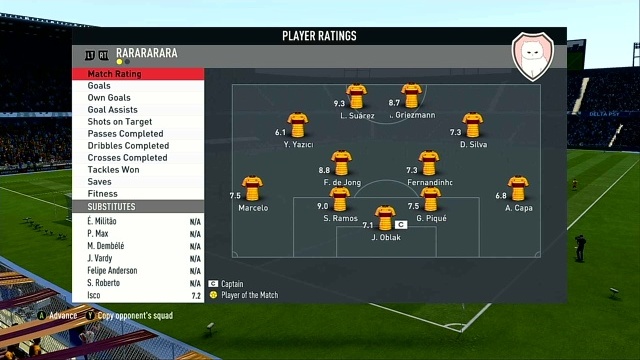 PLAYER RATINGS
LT RT RARARARARA
Match Rating
Goals
Own Goals
Goal Assists
Shots on Target
Passes Completed
Dribbles Completed
Crosses Completed
Tackles Won
Saves
Fitness
SUBSTITUTES
É. Militão N/A
P. Max N/A
M. Dembélé N/A
J. Vardy N/A
Felipe Anderson N/A
S. Roberto N/A
Isco 7.2
9.3 8.7
L. Suárez . Griezmann
6.1 7.3
Y. Yazıcı D. Silva
8.8 7.3
F. de Jong Fernandinho
7.5 9.0 7.5 6.8
Marcelo S. Ramos G. Piqué A. Capa
7.1 C
J. Oblak
C Captain
Player of the Match
A Advance Y Copy opponent's squad
DELTA PSY